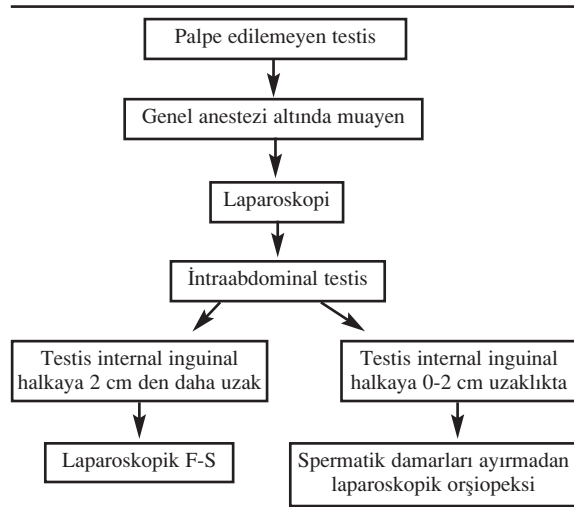 Palpe edilemeyen testis
Genel anestezi altında muayen
Laparoskopi
İntraabdominal testis
Testis internal inguinal
halkaya 2 cm den daha uzak
Testis internal inguinal
halkaya 0-2 cm uzaklıkta
Laparoskopik F-S
Spermatik damarları ayırmadan
laparoskopik orşiopeksi